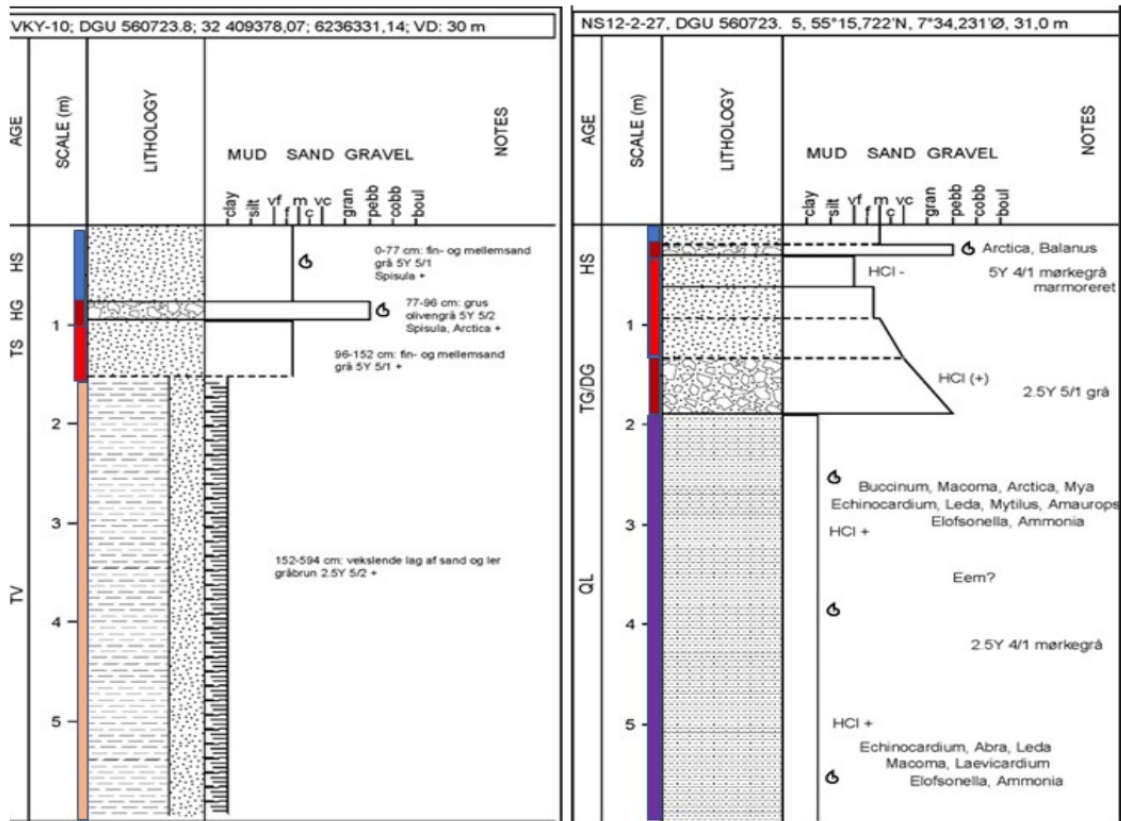 VKY-10; DGU 560723.8; 32 409378,07; 6236331,14; VD: 30 m
AGE
SCALE (m)
LITHOLOGY
MUD SAND GRAVEL
NOTES
clay
silt
vf
f
m
c
vc
gran
pebb
cobb
boul
HS
HG
TS
TV
1
2
3
4
5
0-77 cm: fin- og mellemsand
grå 5Y 5/1
Spisula +
77-96 cm: grus
olivengrå 5Y 5/2
Spisula, Arctica +
96-152 cm: fin- og mellemsand
grå 5Y 5/1 +
152-594 cm: vekslende lag af sand og ler
gråbrun 2.5Y 5/2 +
NS12-2-27, DGU 560723. 5, 55°15,722'N, 7°34,231'Ø, 31,0 m
AGE
SCALE (m)
LITHOLOGY
MUD SAND GRAVEL
NOTES
clay
silt
vf
f
m
c
vc
gran
pebb
cobb
boul
HS
TG/DG
QL
1
2
3
4
5
Arctica, Balanus
HCl -
5Y 4/1 mørkegrå
marmoreret
HCl (+)
2.5Y 5/1 grå
Buccinum, Macoma, Arctica, Mya
Echinocardium, Leda, Mytilus, Amaurops
Elofsonella, Ammonia
HCl +
Eem?
2.5Y 4/1 mørkegrå
HCl +
Echinocardium, Abra, Leda
Macoma, Laevicardium
Elofsonella, Ammonia